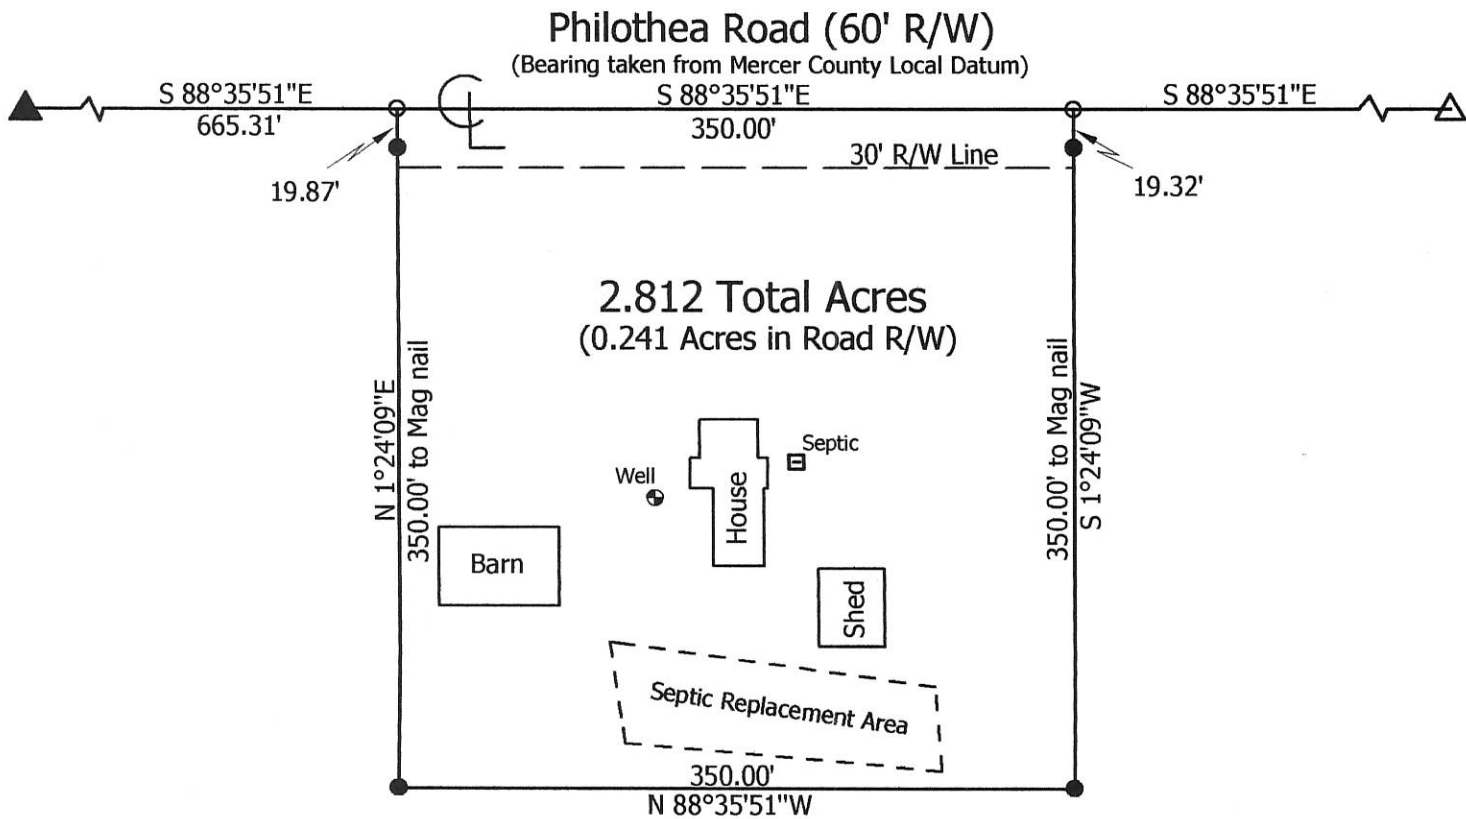 Philothea Road (60' R/W)
(Bearing taken from Mercer County Local Datum)
S 88°35'51"E
S 88°35'51"E
S 88°35'51"E
665.31'
350.00'
30' R/W Line
19.87'
19.32'
2.812 Total Acres
(0.241 Acres in Road R/W)
N 1°24'09"E
350.00' to Mag nail
350.00' to Mag nail
S 1°24'09"W
Septic
Well
House
Barn
Shed
Septic Replacement Area
350.00'
N 88°35'51"W